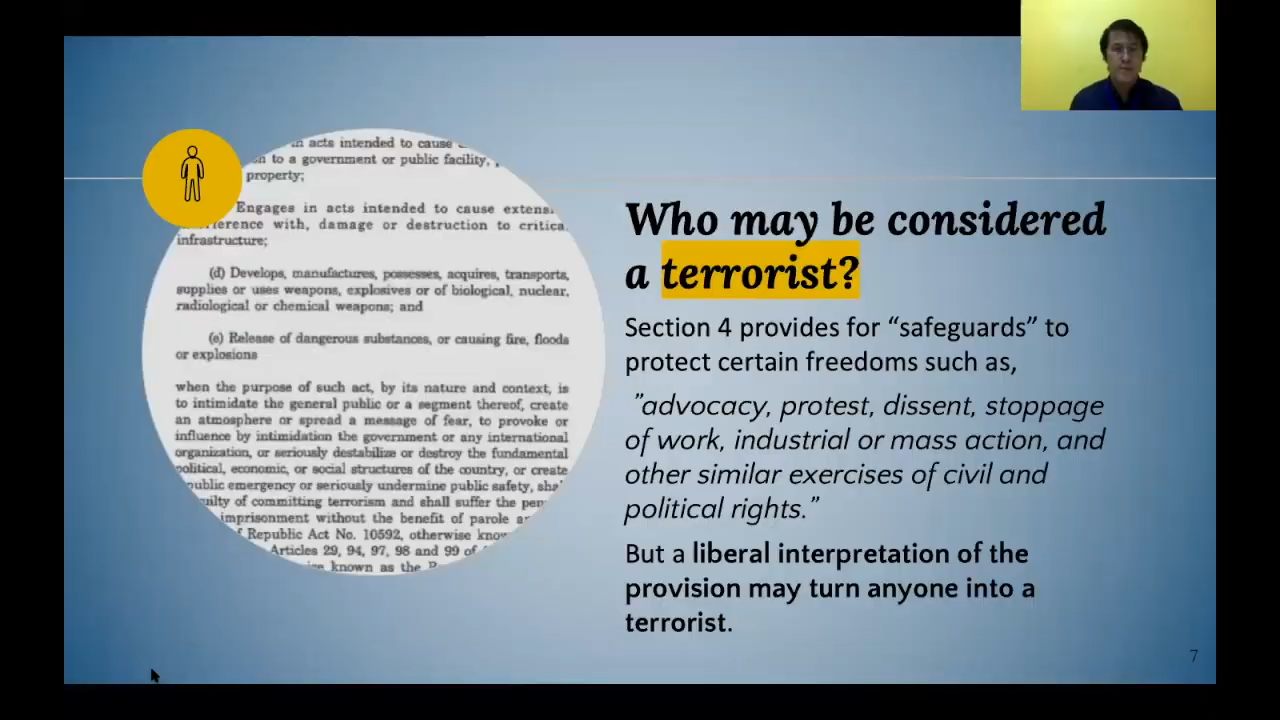 in acts intended to cause
to a government or public facility,
property;
Engages in acts intended to cause
with, damage or destruction to
infrastructure;
(d) Develops, manufactures, possesses, acquires, transports,
supplies or uses weapons, explosives or of biological, nuclear,
radiological or chemical weapons; and
(e) Release of dangerous substances, or causing fire, floods
or explosions
when the purpose of such act, by its nature and context, is
to intimidate the general public or a segment thereof, create
an atmosphere or spread a message of fear, to provoke or
influence by intimidation the government or any international
organization, or seriously destabilize or destroy the fundamental
political, economic, or social structures of the country, or create
public emergency or seriously undermine public safety,
of committing terrorism and shall suffer the
imprisonment without the benefit of parole
Republic Act No. 10592, otherwise
Articles 29, 94, 97, 98 and 99 of
known as the
Who may be considered
a terrorist?
Section 4 provides for “safeguards” to
protect certain freedoms such as,
”advocacy, protest, dissent, stoppage
of work, industrial or mass action, and
other similar exercises of civil and
political rights.”
But a liberal interpretation of the
provision may turn anyone into a
terrorist.
7